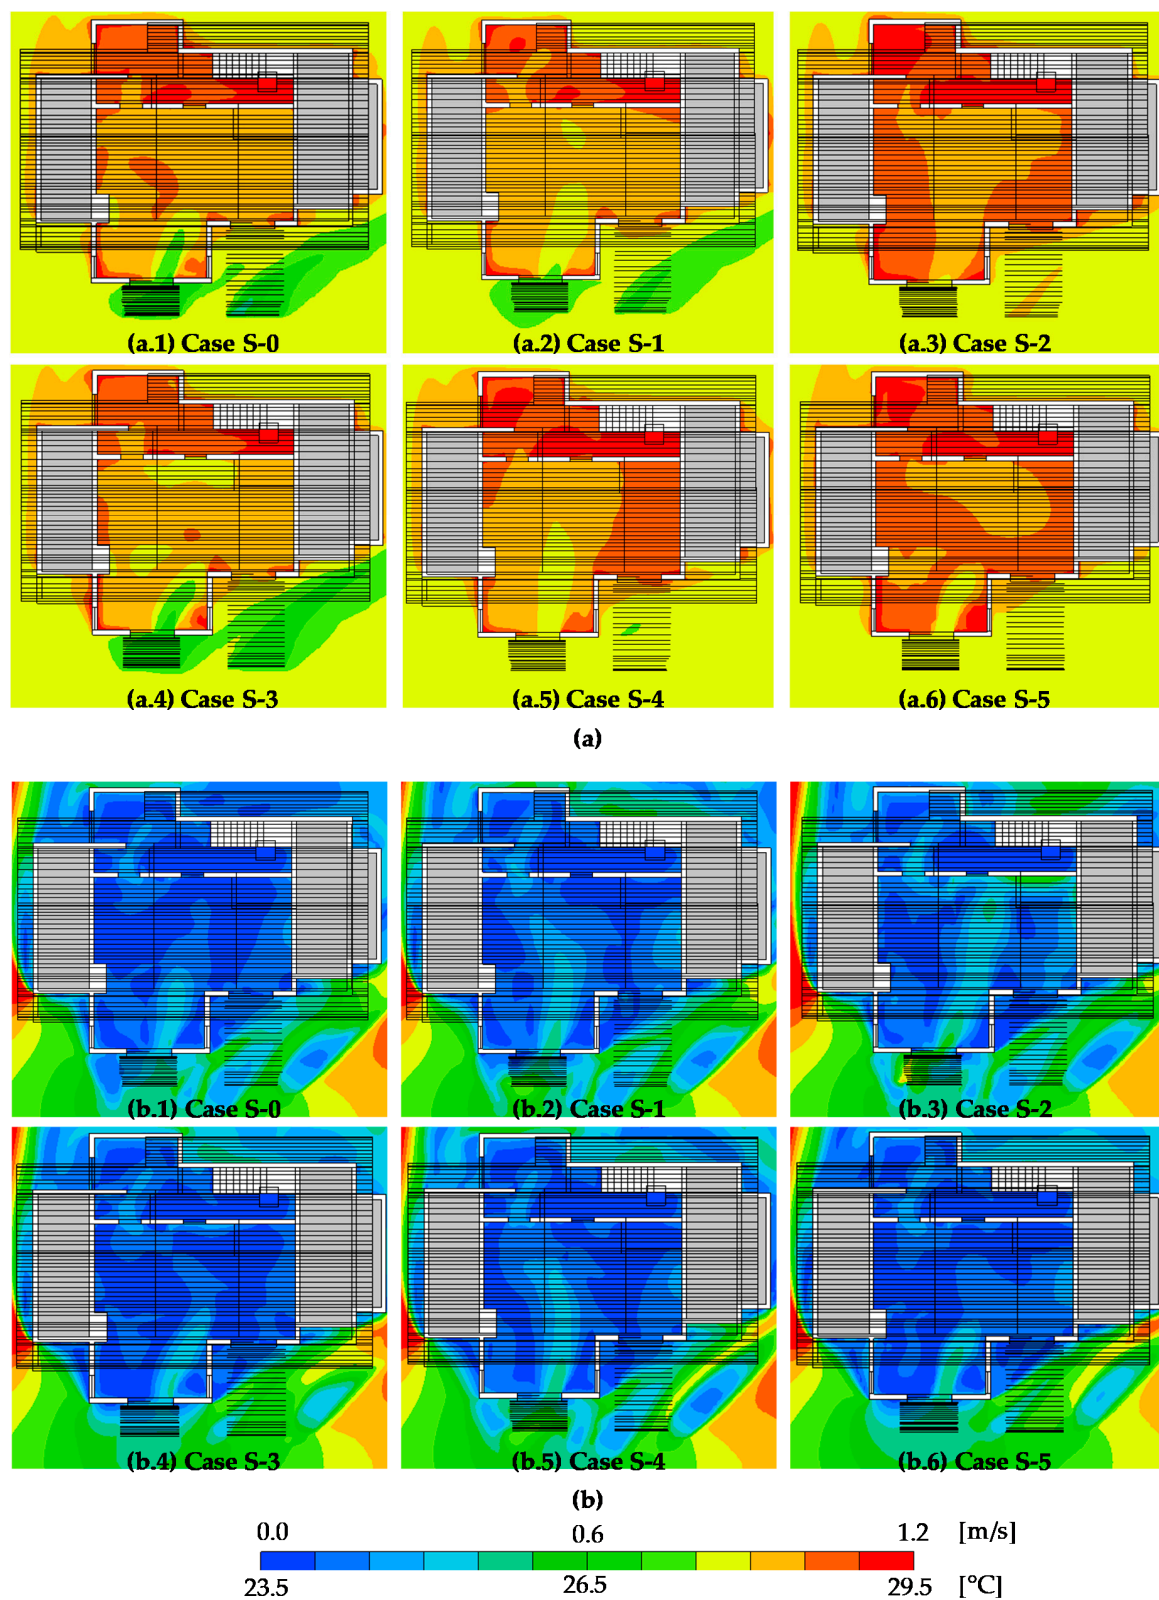 (a.1) Case S-0 (a.2) Case S-1 (a.3) Case S-2
(a.4) Case S-3 (a.5) Case S-4 (a.6) Case S-5
(a)
(b.1) Case S-0 (b.2) Case S-1 (b.3) Case S-2
(b.4) Case S-3 (b.5) Case S-4 (b.6) Case S-5
(b)
0.0 0.6 1.2 [m/s]
23.5 26.5 29.5 [°C]